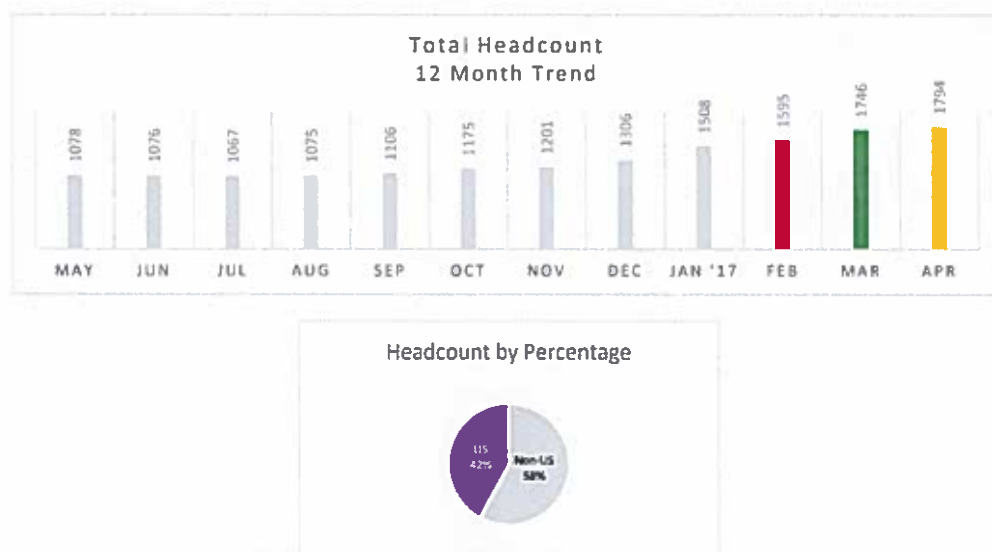 Total Headcount
12 Month Trend
1078
1076
1067
1075
1106
1175
1201
1306
1508
1595
1746
1794
MAY
JUN
JUL
AUG
SEP
OCT
NOV
DEC
JAN '17
FEB
MAR
APR
Headcount by Percentage
US
42%
Non-US
58%